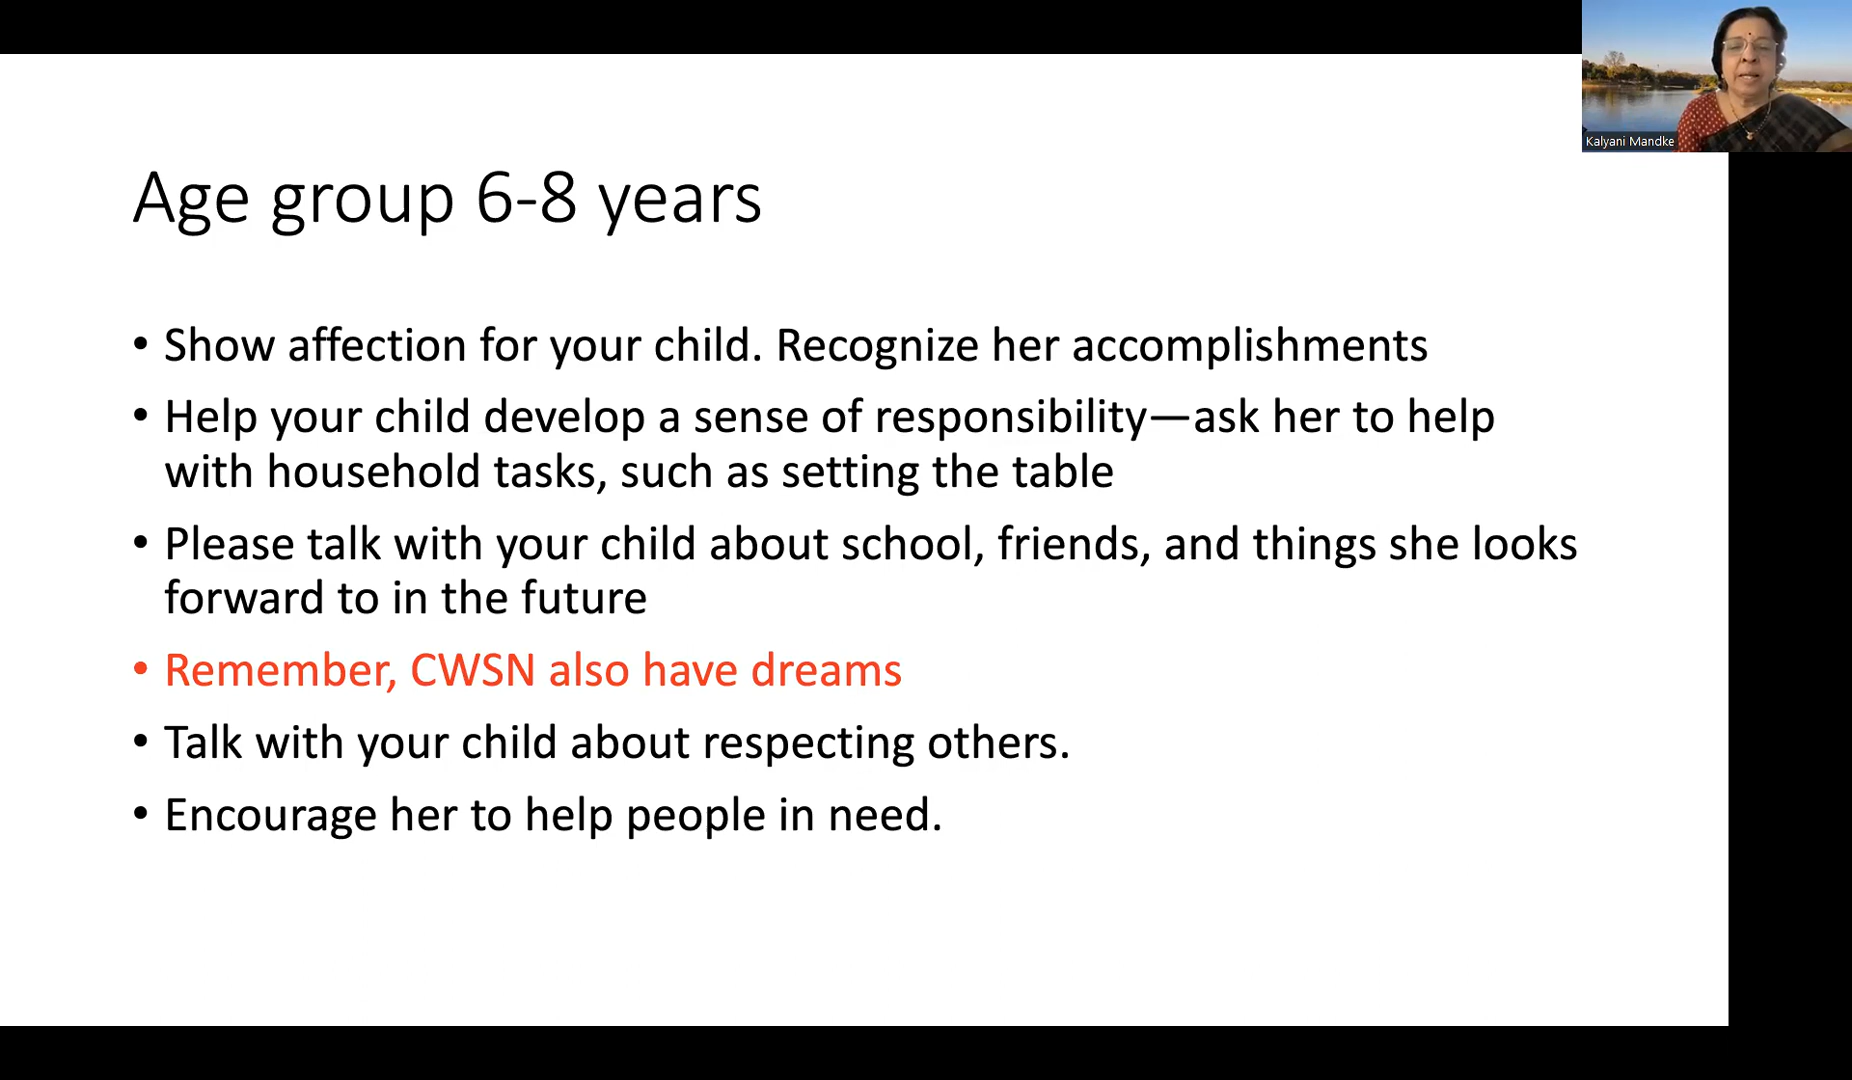 Kalyani Mandke
Age group 6-8 years
• Show affection for your child. Recognize her accomplishments
• Help your child develop a sense of responsibility—ask her to help
with household tasks, such as setting the table
• Please talk with your child about school, friends, and things she looks
forward to in the future
• Remember, CWSN also have dreams
• Talk with your child about respecting others.
• Encourage her to help people in need.